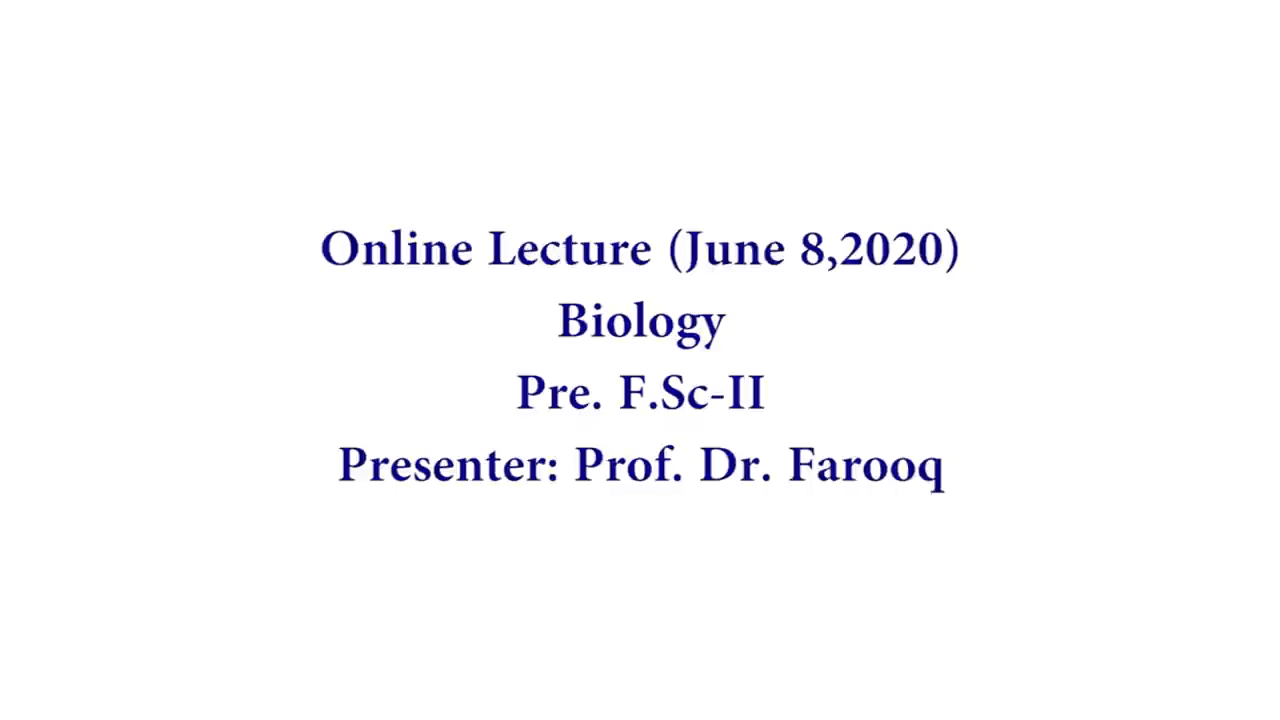 Online Lecture (June 8,2020)
Biology
Pre. F.Sc-II
Presenter: Prof. Dr. Farooq